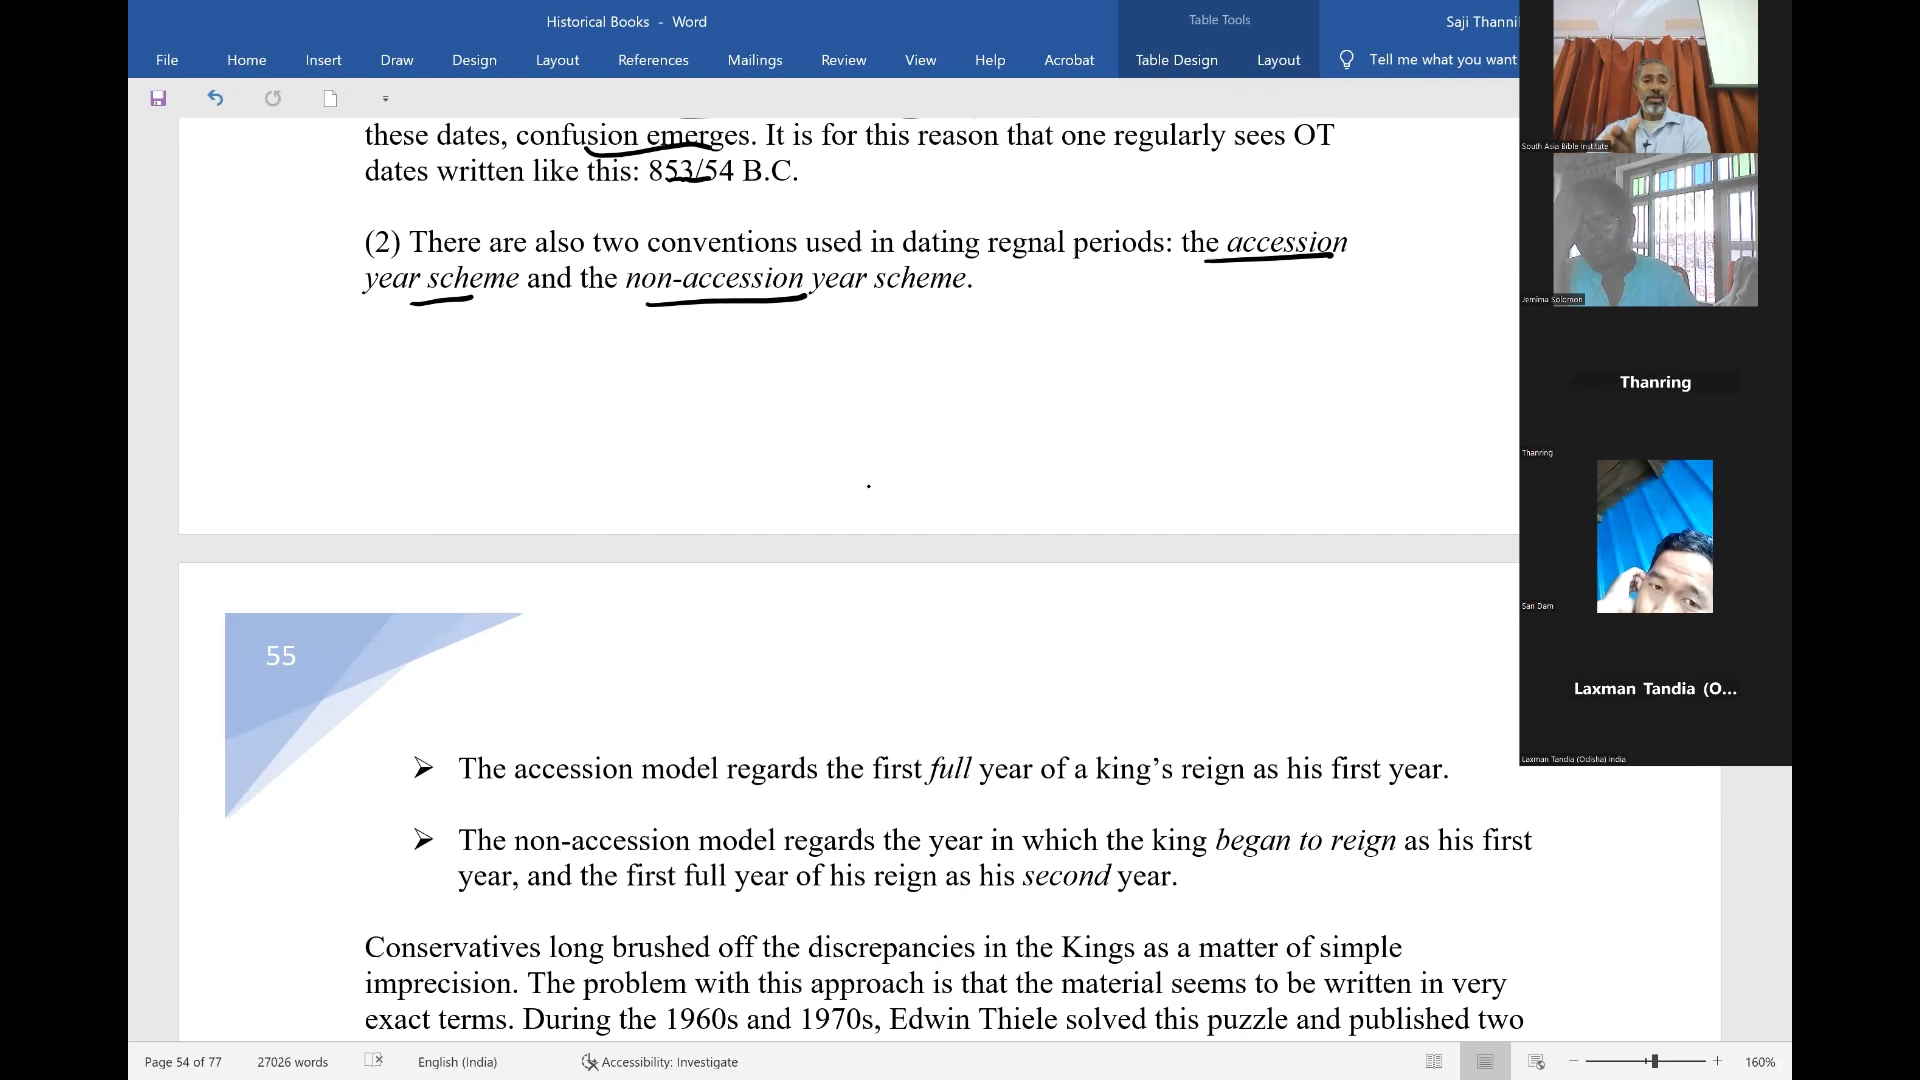 Historical Books - Word
Table Tools
Saji Thannil
File Home Insert Draw Design Layout References Mailings Review View Help Acrobat Table Design Layout Tell me what you want
these dates, confusion emerges. It is for this reason that one regularly sees OT
dates written like this: 853/54 B.C.
(2) There are also two conventions used in dating regnal periods: the accession
year scheme and the non-accession year scheme.
55
➢ The accession model regards the first full year of a king’s reign as his first year.
➢ The non-accession model regards the year in which the king began to reign as his first
year, and the first full year of his reign as his second year.
Conservatives long brushed off the discrepancies in the Kings as a matter of simple
imprecision. The problem with this approach is that the material seems to be written in very
exact terms. During the 1960s and 1970s, Edwin Thiele solved this puzzle and published two
South Asia Bible Institute
Jemima Solomon
Thanring
Thanring
San Dam
Laxman Tandia (O...
Laxman Tandia (Odisha) India
Page 54 of 77 27026 words English (India) Accessibility: Investigate 160%